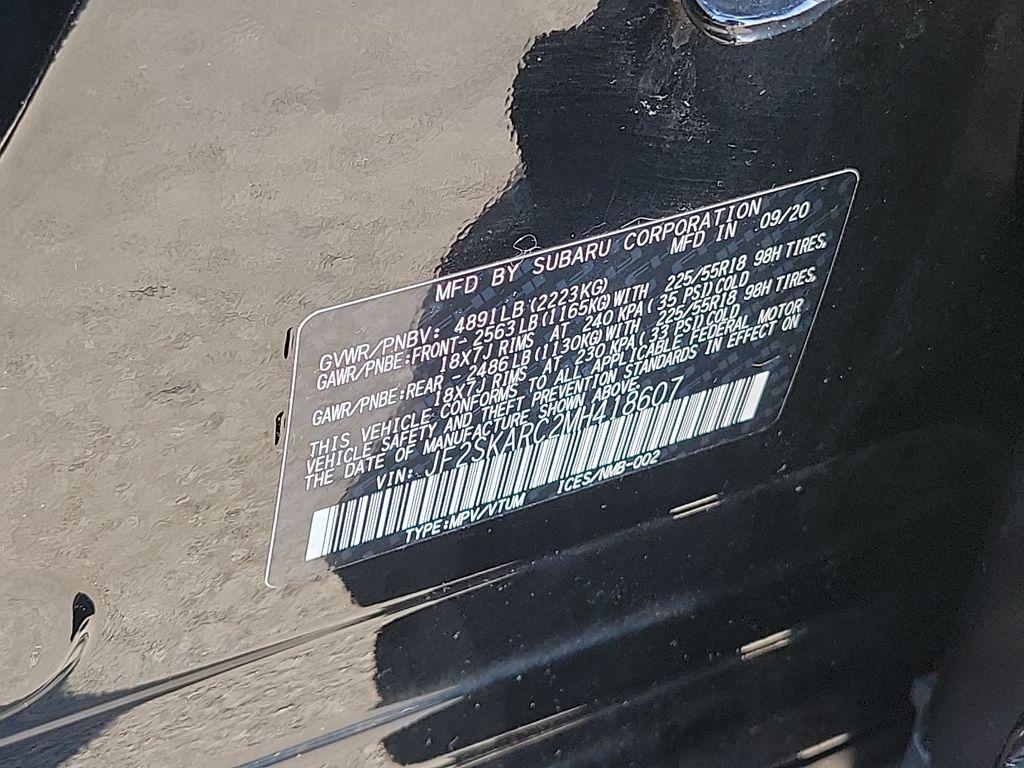 MFD BY SUBARU CORPORATION
MFD IN 09/20
GVWR/PNBV: 4891LB(2223KG)
GAWR/PNBE:FRONT- 2563LB(1165KG)WITH 225/55R18 98H TIRES,
18X7J RIMS AT 240 KPA( 35 PSI)COLD
GAWR/PNBE:REAR -2486LB(1130KG)WITH 225/55R18 98H TIRES,
18X7J RIMS AT 230 KPA( 33 PSI)COLD
THIS VEHICLE CONFORMS TO ALL APPLICABLE FEDERAL MOTOR
VEHICLE SAFETY AND THEFT PREVENTION STANDARDS IN EFFECT ON
THE DATE OF MANUFACTURE SHOWN ABOVE.
VIN: JF2SKARC2MH418607
TYPE:MPV/VTUM ICES/NMB-002